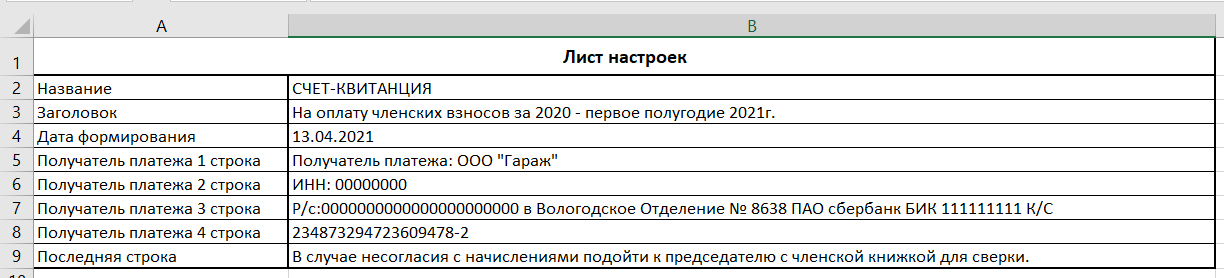 A B
1 Лист настроек
2 Название СЧЕТ-КВИТАНЦИЯ
3 Заголовок На оплату членских взносов за 2020 - первое полугодие 2021г.
4 Дата формирования 13.04.2021
5 Получатель платежа 1 строка Получатель платежа: ООО "Гараж"
6 Получатель платежа 2 строка ИНН: 00000000
7 Получатель платежа 3 строка Р/с:0000000000000000000000 в Вологодское Отделение № 8638 ПАО сбербанк БИК 111111111 К/С
8 Получатель платежа 4 строка 234873294723609478-2
9 Последняя строка В случае несогласия с начислениями подойти к председателю с членской книжкой для сверки.